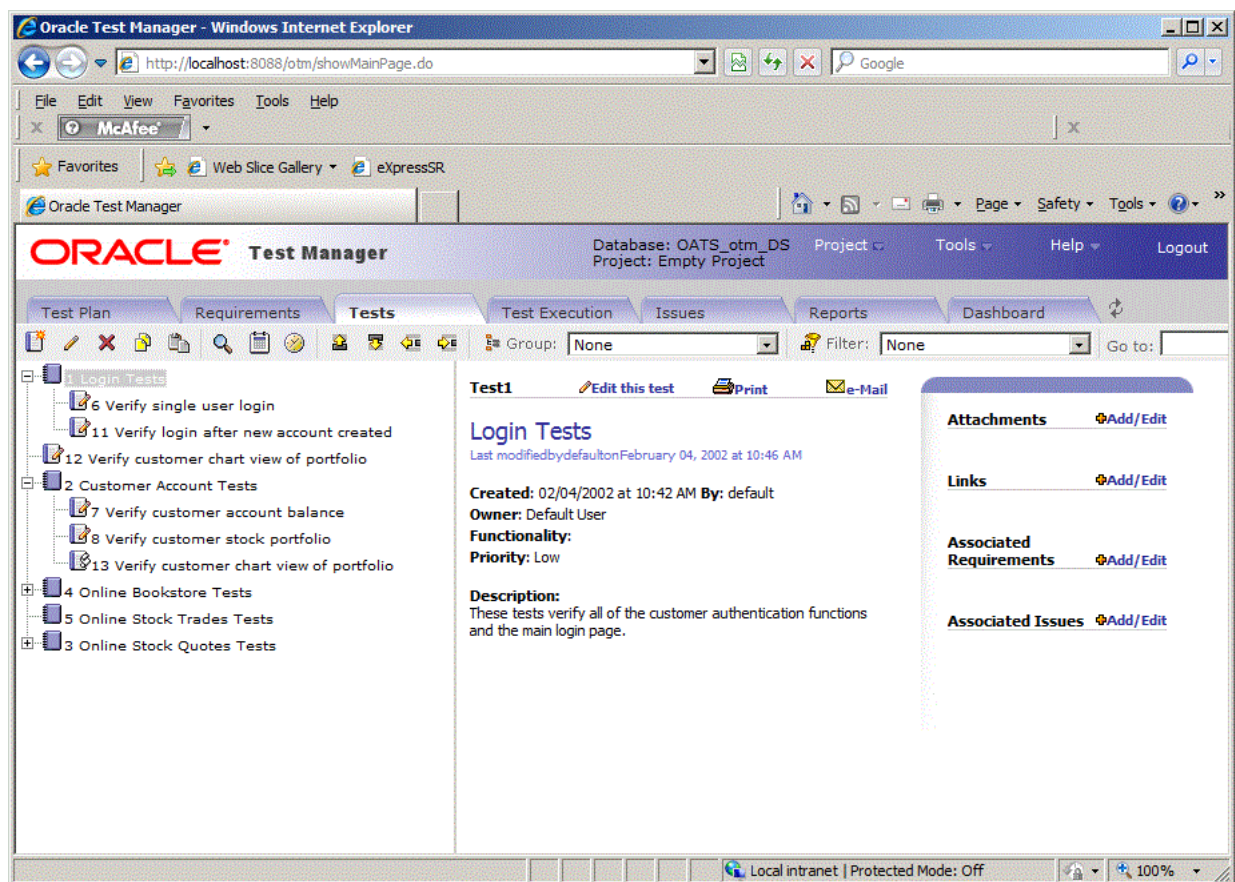 Oracle Test Manager - Windows Internet Explorer
http://localhost:8088/otm/showMainPage.do
Google
File Edit View Favorites Tools Help
McAfee
Favorites Web Slice Gallery eXpressSR
Oracle Test Manager
Page Safety Tools
ORACLE Test Manager
Database: OATS_otm_DS
Project: Empty Project
Project Tools Help Logout
Test Plan Requirements Tests Test Execution Issues Reports Dashboard
Group: None Filter: None Go to:
1 Login Tests
6 Verify single user login
11 Verify login after new account created
12 Verify customer chart view of portfolio
2 Customer Account Tests
7 Verify customer account balance
8 Verify customer stock portfolio
13 Verify customer chart view of portfolio
4 Online Bookstore Tests
5 Online Stock Trades Tests
3 Online Stock Quotes Tests
Test1 Edit this test Print e-Mail
Login Tests
Last modifiedbydefaultonFebruary 04, 2002 at 10:46 AM
Created: 02/04/2002 at 10:42 AM By: default
Owner: Default User
Functionality:
Priority: Low
Description:
These tests verify all of the customer authentication functions
and the main login page.
Attachments Add/Edit
Links Add/Edit
Associated
Requirements Add/Edit
Associated Issues Add/Edit
Local intranet | Protected Mode: Off
100%